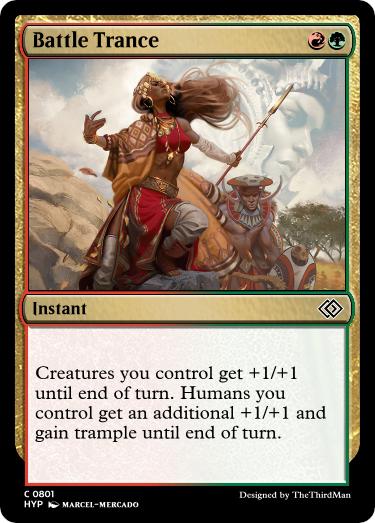 Battle Trance
Instant
Creatures you control get +1/+1
until end of turn. Humans you
control get an additional +1/+1 and
gain trample until end of turn.
C 0801
HYP MARCEL-MERCADO
Designed by TheThirdMan